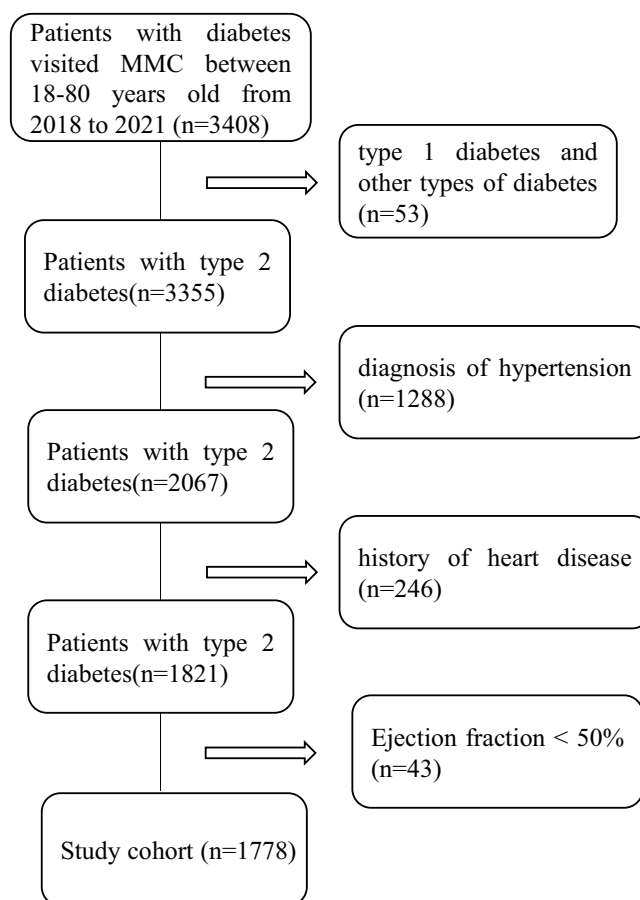 Patients with diabetes
visited MMC between
18-80 years old from
2018 to 2021 (n=3408)
type 1 diabetes and
other types of diabetes
(n=53)
Patients with type 2
diabetes(n=3355)
diagnosis of hypertension
(n=1288)
Patients with type 2
diabetes(n=2067)
history of heart disease
(n=246)
Patients with type 2
diabetes(n=1821)
Ejection fraction < 50%
(n=43)
Study cohort (n=1778)